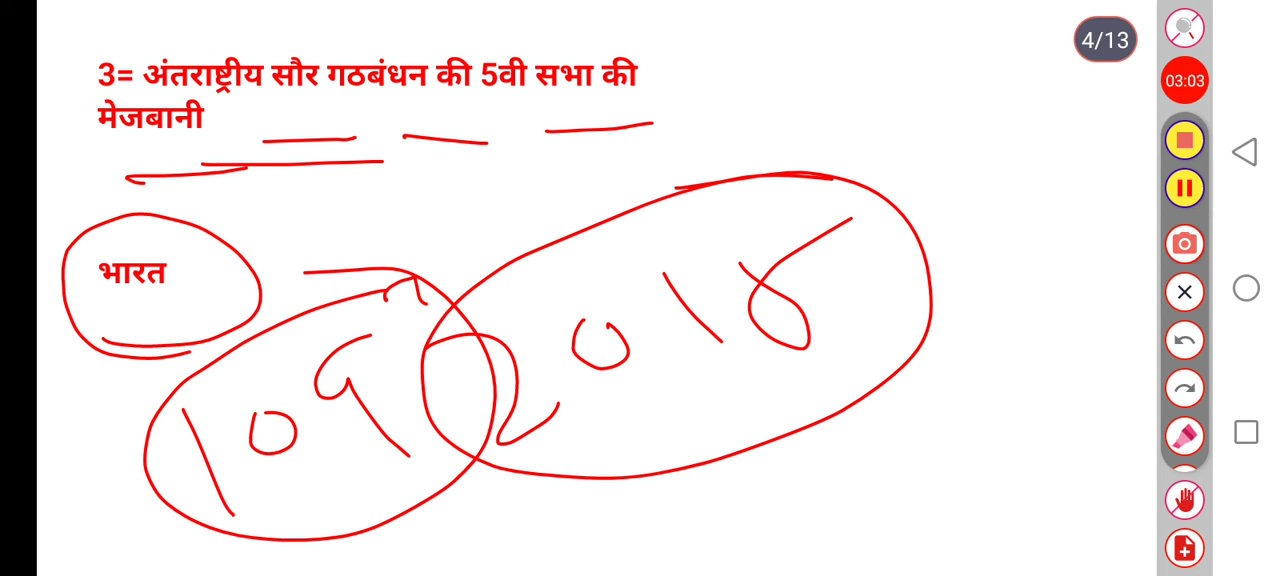 4/13
3= अंतराष्ट्रीय सौर गठबंधन की 5वी सभा की
मेजबानी
03:03
भारत
2018
109